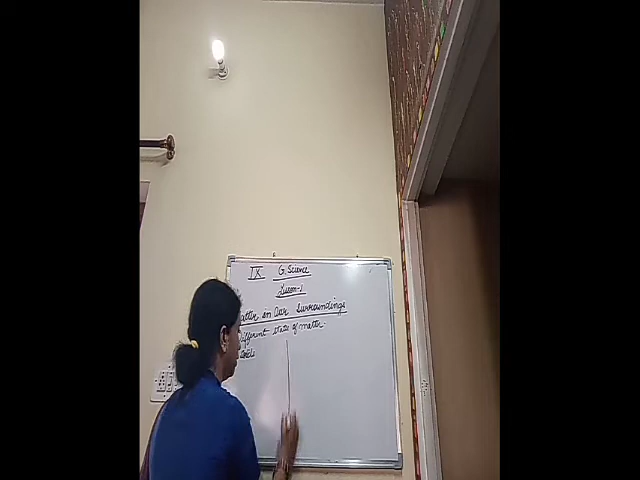 IX G. Science
Lesson-1
atter in Our Surroundings
ifferent state of matter.